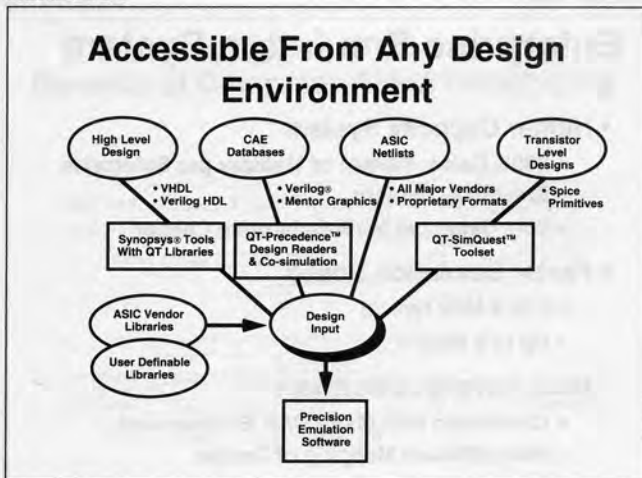 Accessible From Any Design
Environment
High Level
Design
CAE
Databases
ASIC
Netlists
Transistor
Level
Designs
• VHDL
• Verilog HDL
• Verilog®
• Mentor Graphics
• All Major Vendors
• Proprietary Formats
• Spice
Primitives
Synopsys® Tools
With QT Libraries
QT-Precedence™
Design Readers
& Co-simulation
QT-SimQuest™
Toolset
ASIC Vendor
Libraries
User Definable
Libraries
Design
Input
Precision
Emulation
Software